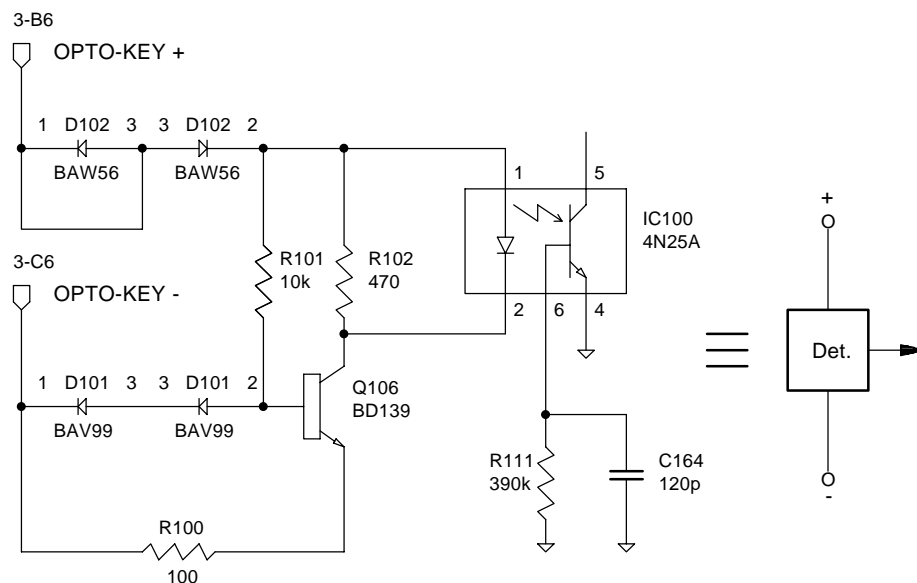 3-B6
OPTO-KEY +
1 D102 3 3 D102 2
BAW56 BAW56
1 5
IC100
4N25A
+
R101
10k
R102
470
3-C6
OPTO-KEY -
2 6 4
Det.
1 D101 3 3 D101 2
BAV99 BAV99
Q106
BD139
R111
390k
C164
120p
-
R100
100